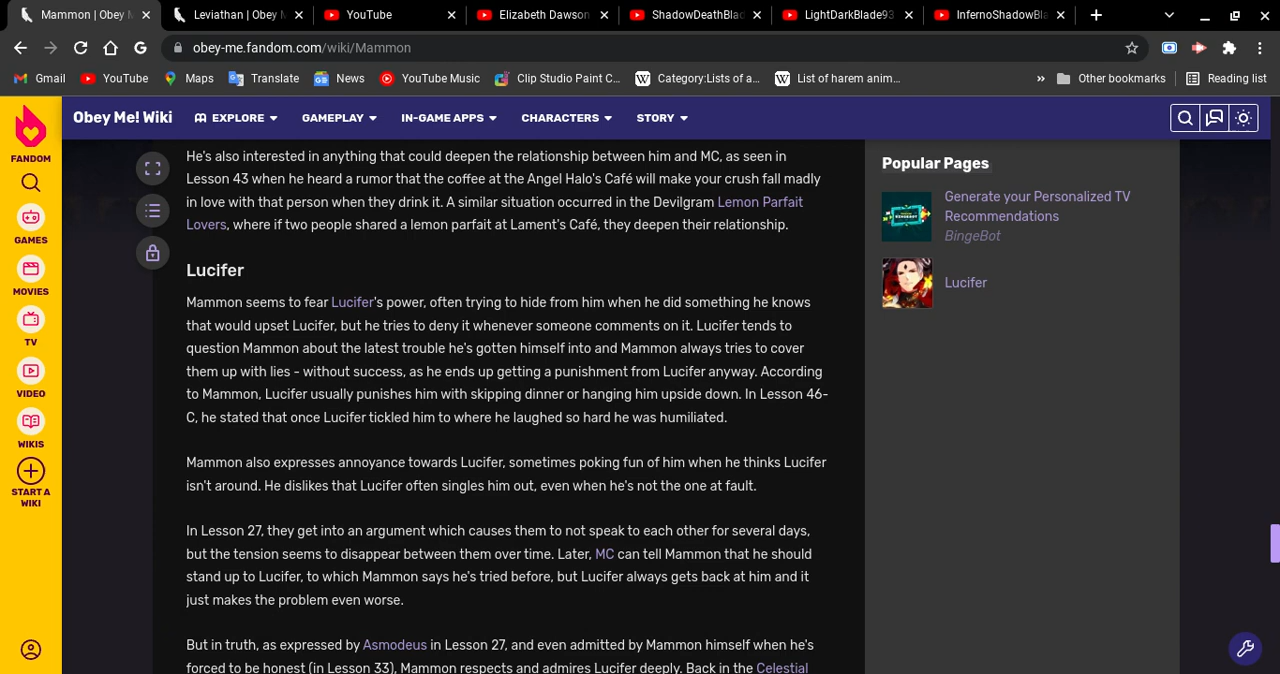 Mammon | Obey M
Leviathan | Obey M
YouTube
Elizabeth Dawson
ShadowDeathBlad
LightDarkBlade93
InfernoShadowBla
obey-me.fandom.com/wiki/Mammon
Gmail
YouTube
Maps
Translate
News
YouTube Music
Clip Studio Paint C...
Category:Lists of a...
List of harem anim...
»
Other bookmarks
Reading list
FANDOM
GAMES
MOVIES
TV
VIDEO
WIKIS
START A
WIKI
Obey Me! Wiki
EXPLORE
GAMEPLAY
IN-GAME APPS
CHARACTERS
STORY
He's also interested in anything that could deepen the relationship between him and MC, as seen in
Lesson 43 when he heard a rumor that the coffee at the Angel Halo's Café will make your crush fall madly
in love with that person when they drink it. A similar situation occurred in the Devilgram Lemon Parfait
Lovers, where if two people shared a lemon parfait at Lament's Café, they deepen their relationship.
Lucifer
Mammon seems to fear Lucifer's power, often trying to hide from him when he did something he knows
that would upset Lucifer, but he tries to deny it whenever someone comments on it. Lucifer tends to
question Mammon about the latest trouble he's gotten himself into and Mammon always tries to cover
them up with lies - without success, as he ends up getting a punishment from Lucifer anyway. According
to Mammon, Lucifer usually punishes him with skipping dinner or hanging him upside down. In Lesson 46-
C, he stated that once Lucifer tickled him to where he laughed so hard he was humiliated.
Mammon also expresses annoyance towards Lucifer, sometimes poking fun of him when he thinks Lucifer
isn't around. He dislikes that Lucifer often singles him out, even when he's not the one at fault.
In Lesson 27, they get into an argument which causes them to not speak to each other for several days,
but the tension seems to disappear between them over time. Later, MC can tell Mammon that he should
stand up to Lucifer, to which Mammon says he's tried before, but Lucifer always gets back at him and it
just makes the problem even worse.
But in truth, as expressed by Asmodeus in Lesson 27, and even admitted by Mammon himself when he's
forced to be honest (in Lesson 33), Mammon respects and admires Lucifer deeply. Back in the Celestial
Popular Pages
Generate your Personalized TV
Recommendations
BingeBot
Lucifer